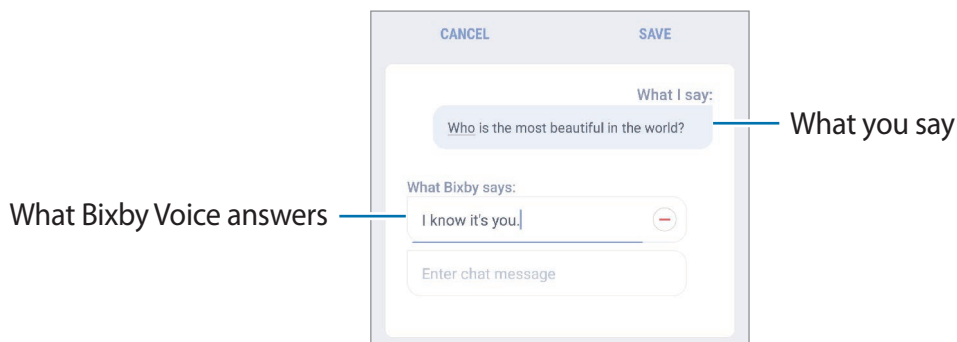 CANCEL SAVE
What I say:
Who is the most beautiful in the world?
What you say
What Bixby says:
What Bixby Voice answers
I know it's you.
Enter chat message